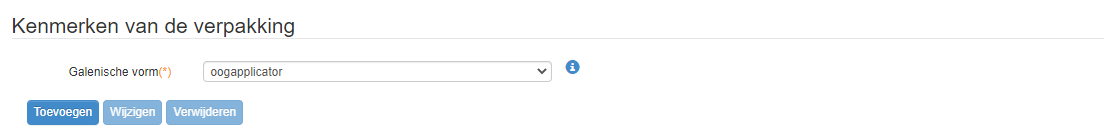 Kenmerken van de verpakking
Galenische vorm(*) oogapplicator
Toevoegen Wijzigen Verwijderen